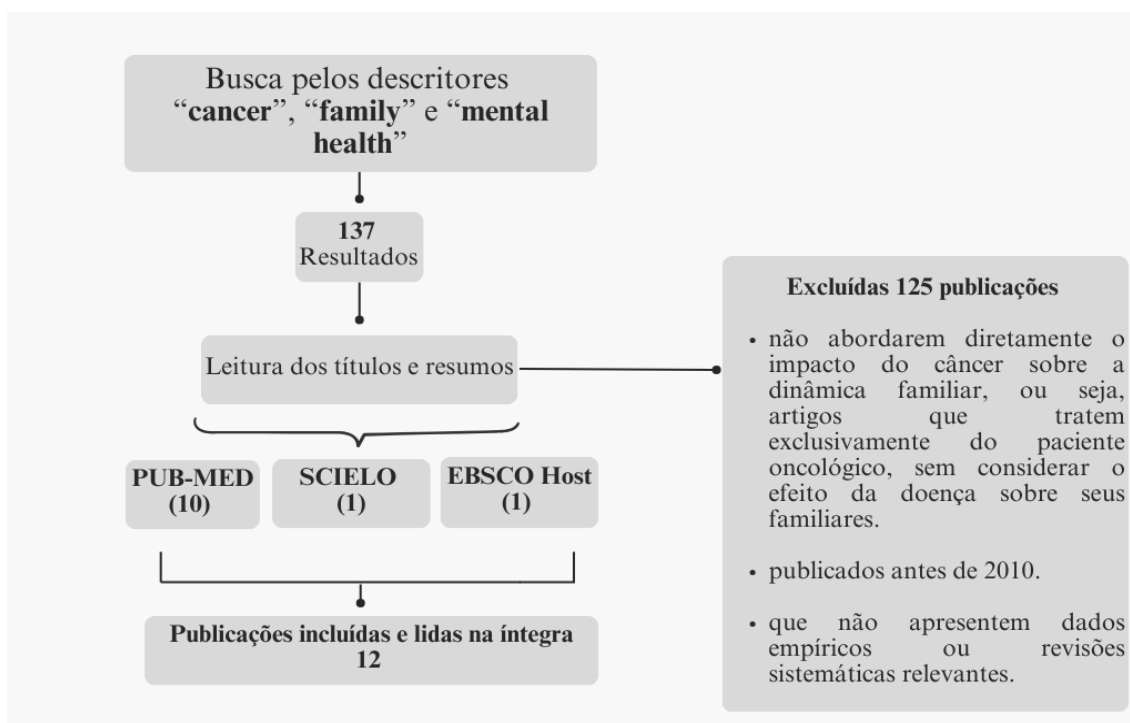 Busca pelos descritores
“cancer”, “family” e “mental
health”
137
Resultados
Leitura dos títulos e resumos
PUB-MED
(10)
SCIELO
(1)
EBSCO Host
(1)
Publicações incluídas e lidas na íntegra
12
Excluídas 125 publicações
• não abordarem diretamente o
impacto do câncer sobre a
dinâmica familiar, ou seja,
artigos que tratem
exclusivamente do paciente
oncológico, sem considerar o
efeito da doença sobre seus
familiares.
• publicados antes de 2010.
• que não apresentem dados
empíricos ou revisões
sistemáticas relevantes.